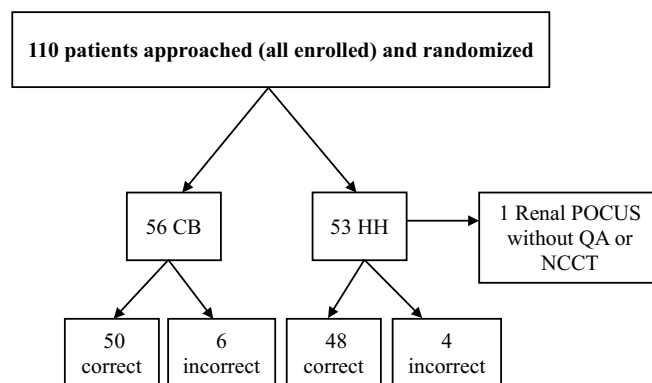 110 patients approached (all enrolled) and randomized
56 CB
53 HH
1 Renal POCUS
without QA or
NCCT
50
correct
6
incorrect
48
correct
4
incorrect